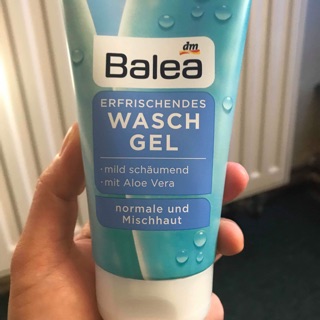 dm
Balea
ERFRISCHENDES
WASCH
GEL
· mild schäumend
· mit Aloe Vera
normale und
Mischhaut